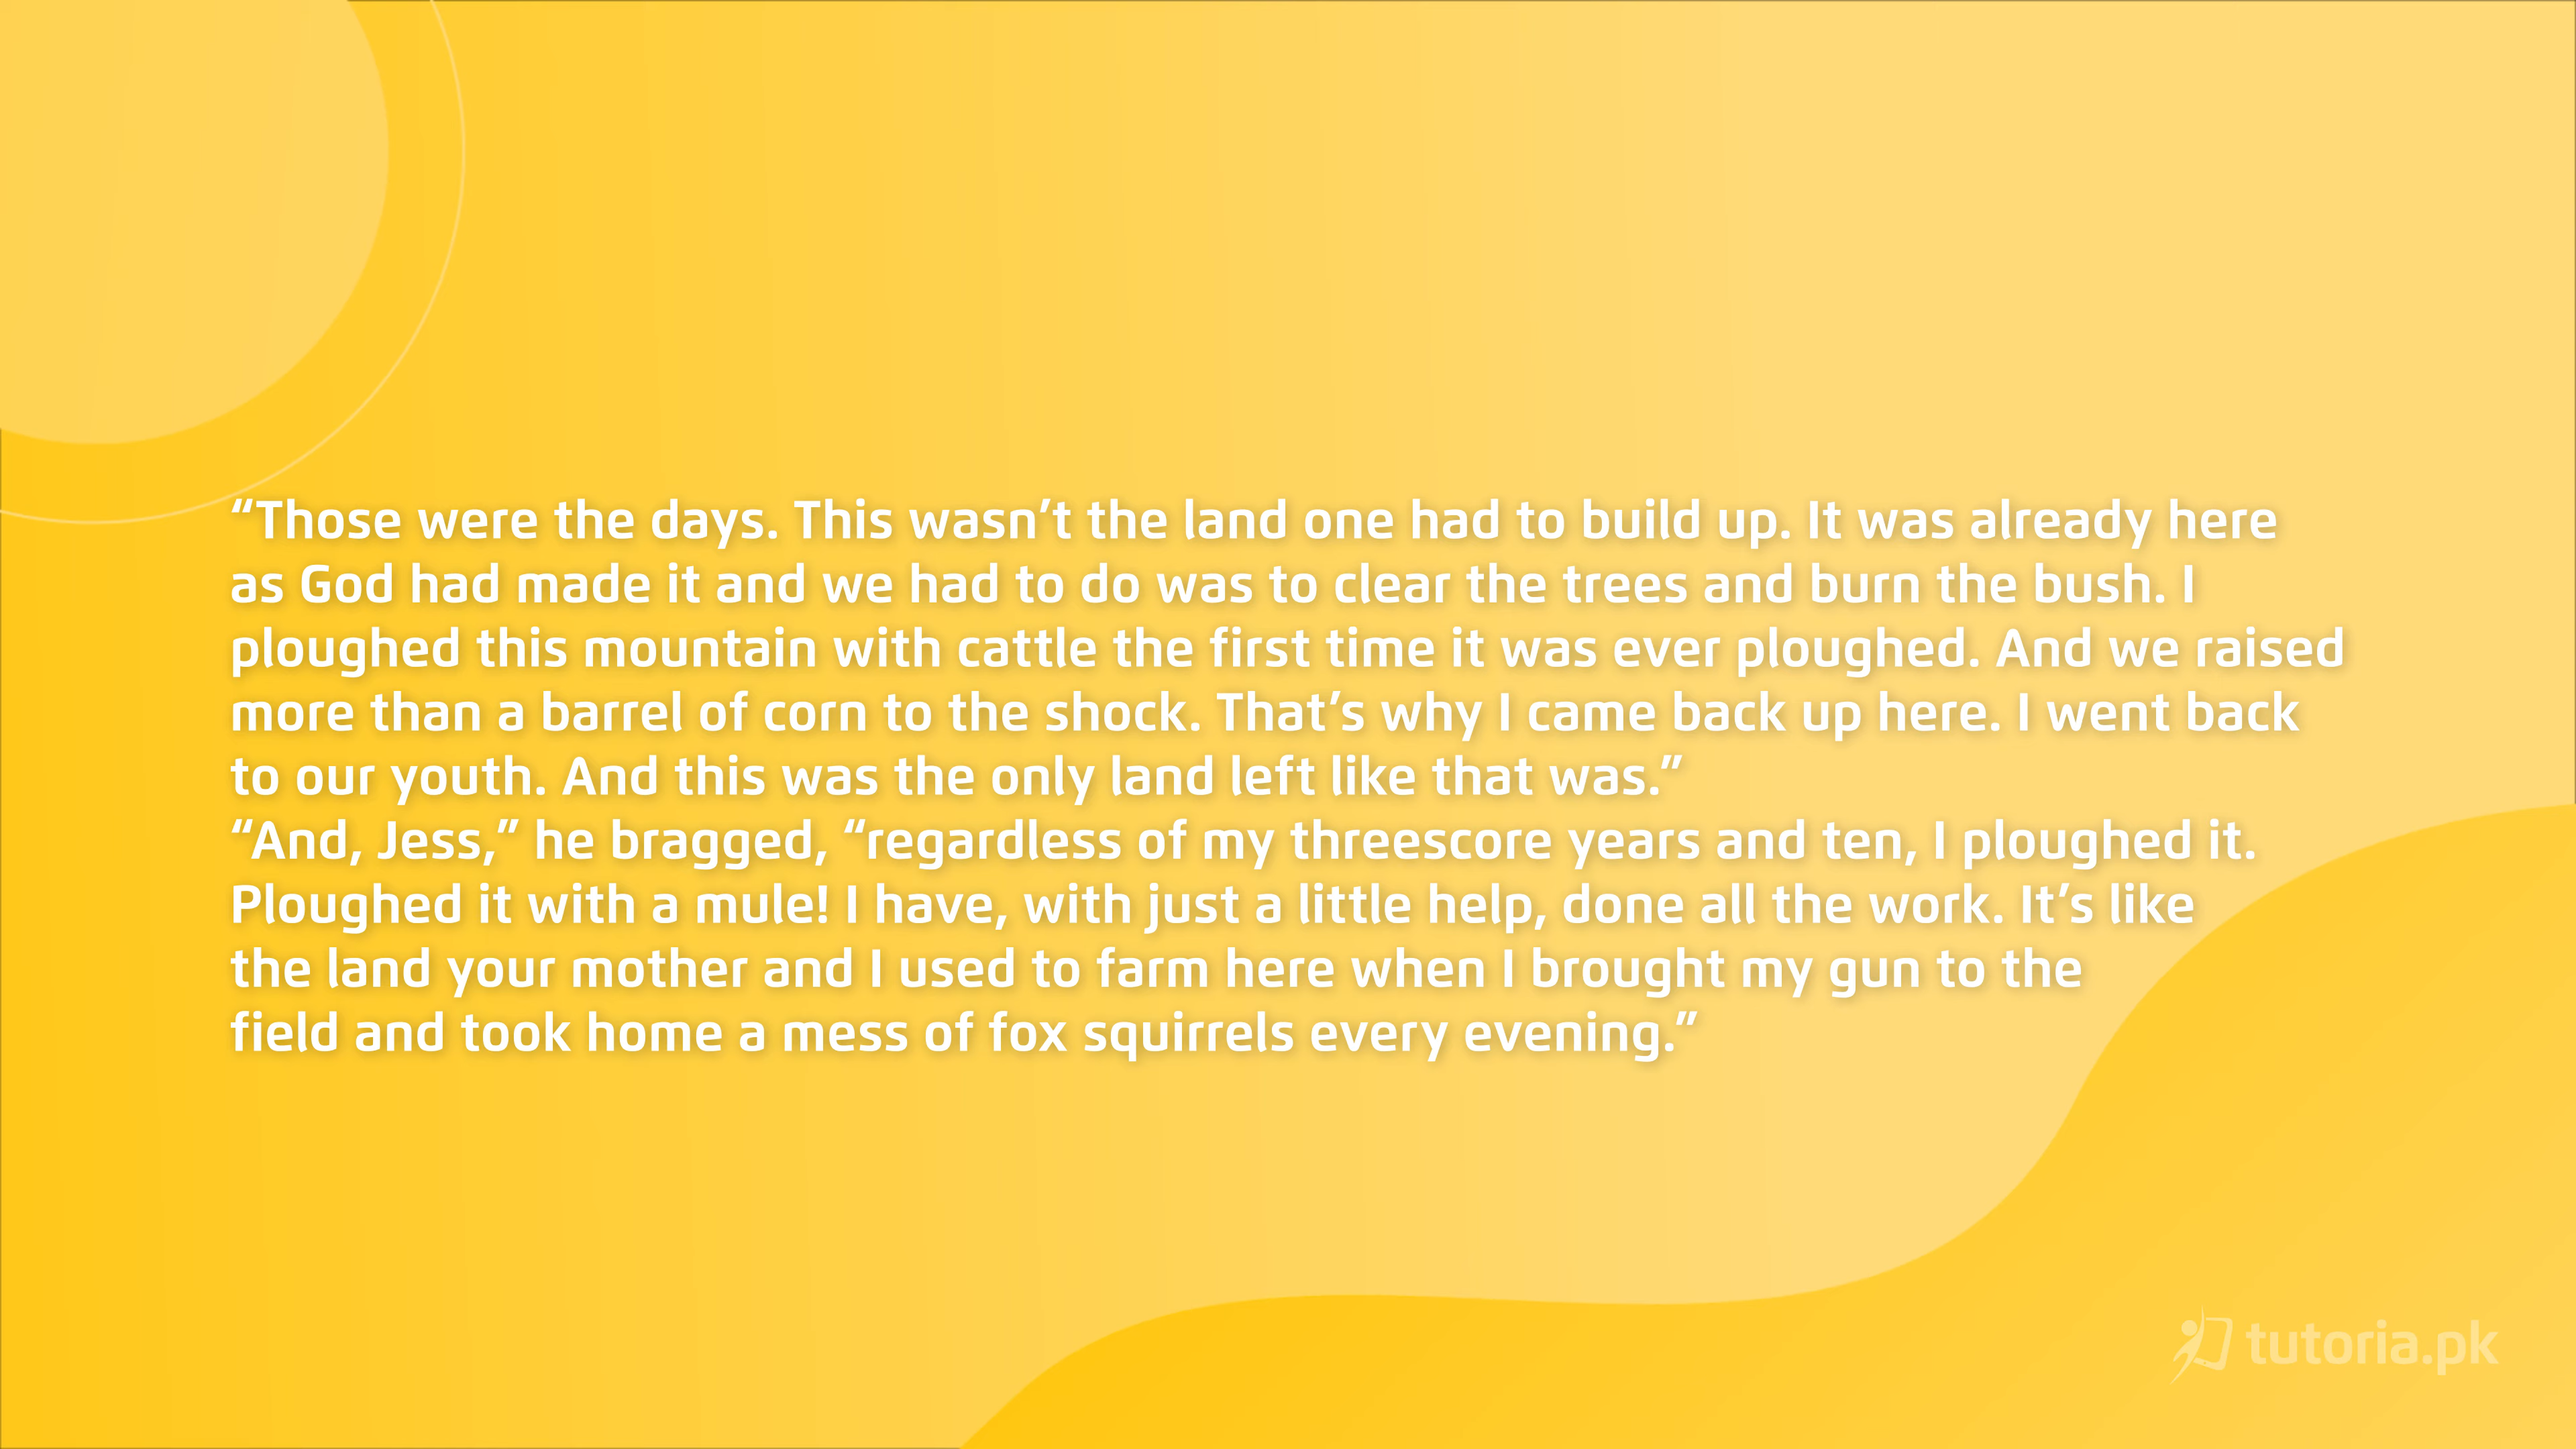 “Those were the days. This wasn’t the land one had to build up. It was already here
as God had made it and we had to do was to clear the trees and burn the bush. I
ploughed this mountain with cattle the first time it was ever ploughed. And we raised
more than a barrel of corn to the shock. That’s why I came back up here. I went back
to our youth. And this was the only land left like that was.”
“And, Jess,” he bragged, “regardless of my threescore years and ten, I ploughed it.
Ploughed it with a mule! I have, with just a little help, done all the work. It’s like
the land your mother and I used to farm here when I brought my gun to the
field and took home a mess of fox squirrels every evening.”
tutoria.pk